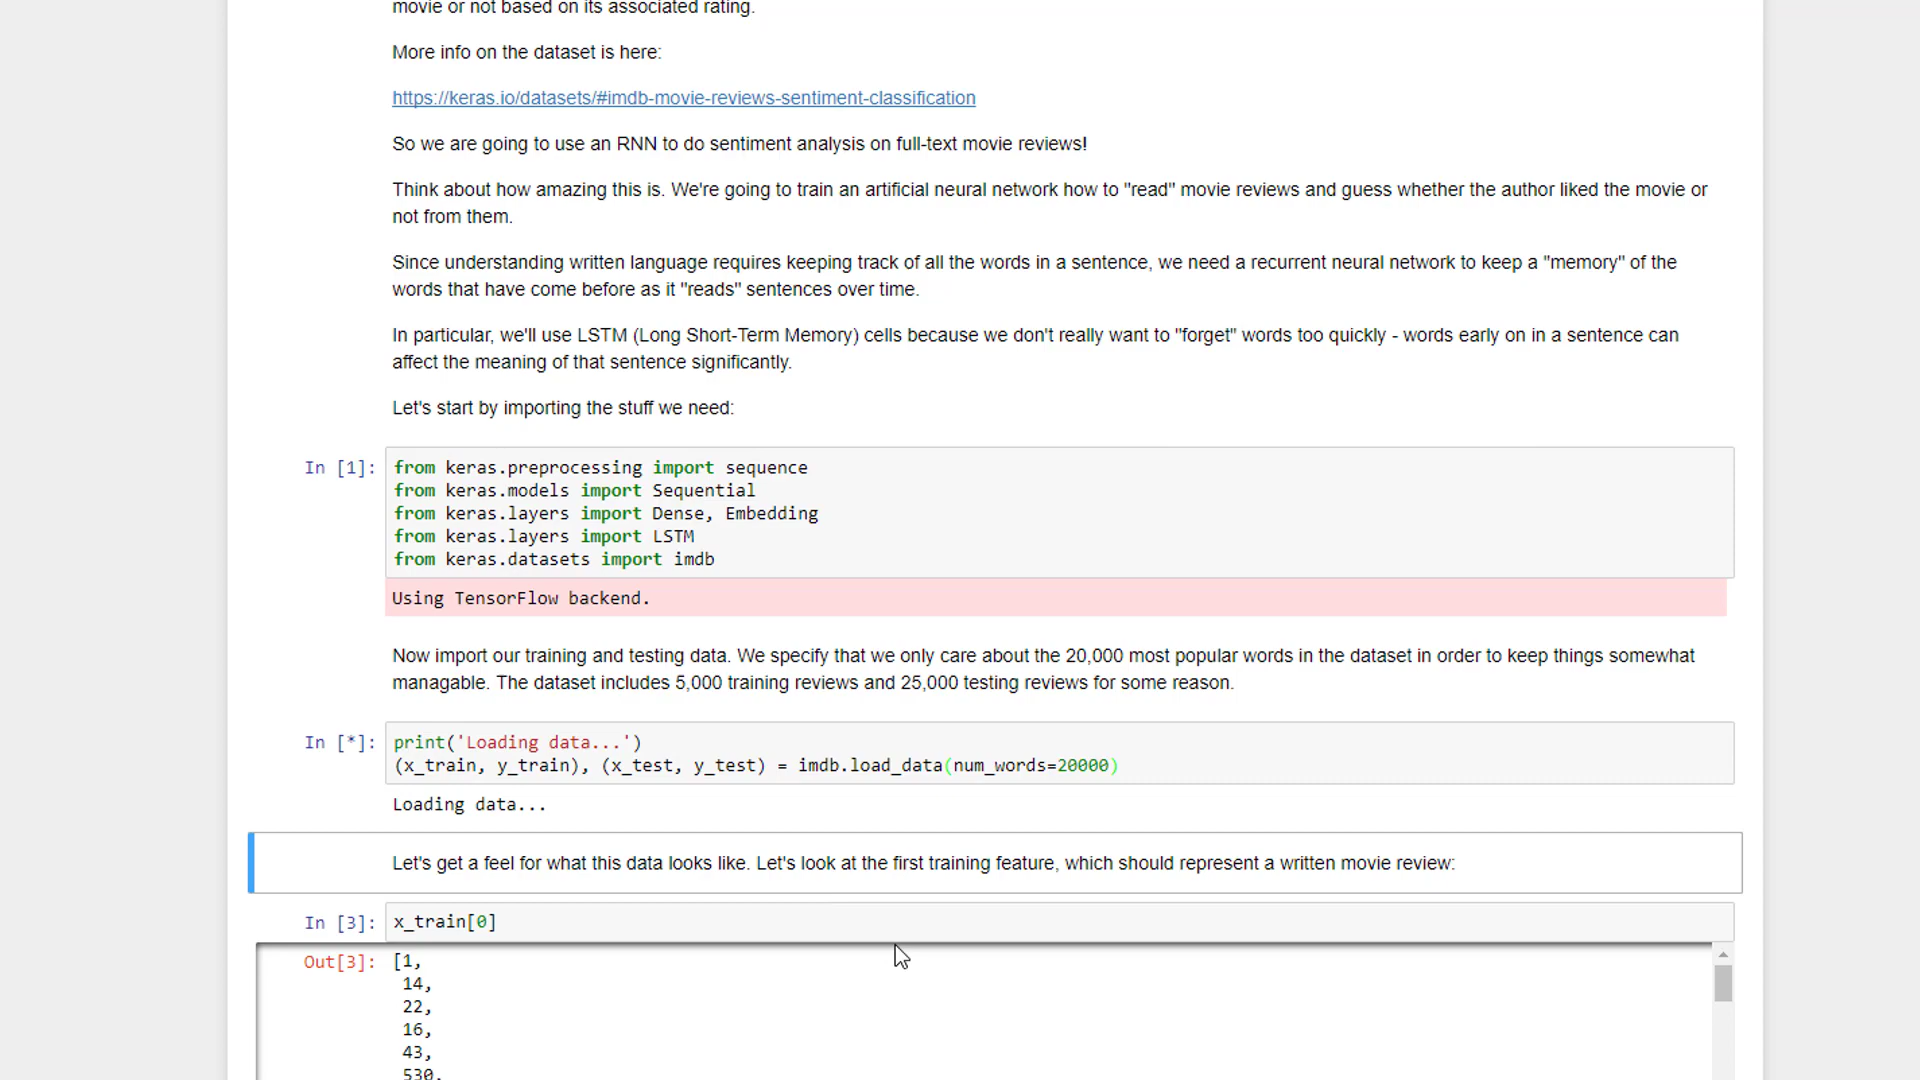 movie or not based on its associated rating.
More info on the dataset is here:
https://keras.io/datasets/#imdb-movie-reviews-sentiment-classification
So we are going to use an RNN to do sentiment analysis on full-text movie reviews!
Think about how amazing this is. We're going to train an artificial neural network how to "read" movie reviews and guess whether the author liked the movie or
not from them.
Since understanding written language requires keeping track of all the words in a sentence, we need a recurrent neural network to keep a "memory" of the
words that have come before as it "reads" sentences over time.
In particular, we'll use LSTM (Long Short-Term Memory) cells because we don't really want to "forget" words too quickly - words early on in a sentence can
affect the meaning of that sentence significantly.
Let's start by importing the stuff we need:
In [1]: from keras.preprocessing import sequence
from keras.models import Sequential
from keras.layers import Dense, Embedding
from keras.layers import LSTM
from keras.datasets import imdb
Using TensorFlow backend.
Now import our training and testing data. We specify that we only care about the 20,000 most popular words in the dataset in order to keep things somewhat
managable. The dataset includes 5,000 training reviews and 25,000 testing reviews for some reason.
In [*]: print('Loading data...')
(x_train, y_train), (x_test, y_test) = imdb.load_data(num_words=20000)
Loading data...
Let's get a feel for what this data looks like. Let's look at the first training feature, which should represent a written movie review:
In [3]: x_train[0]
Out[3]: [1,
14,
22,
16,
43,
530,